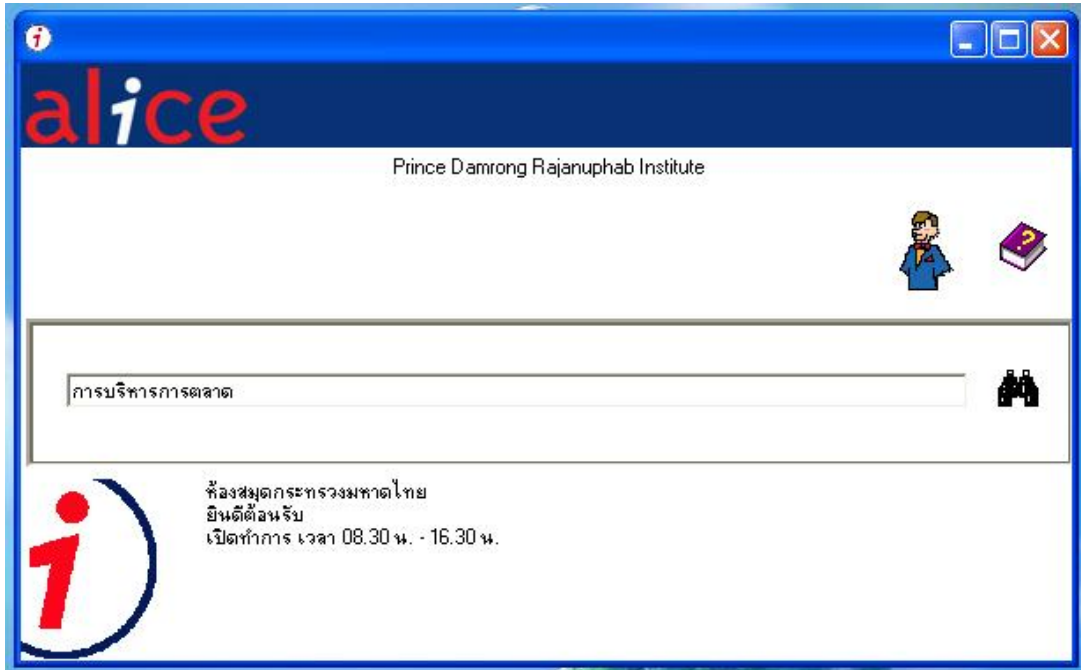 alice
Prince Damrong Rajanuphab Institute
การบริหารการตลาด
ห้องสมุดกระทรวงมหาดไทย
ยินดีต้อนรับ
เปิดทำการ เวลา 08.30 น. - 16.30 น.